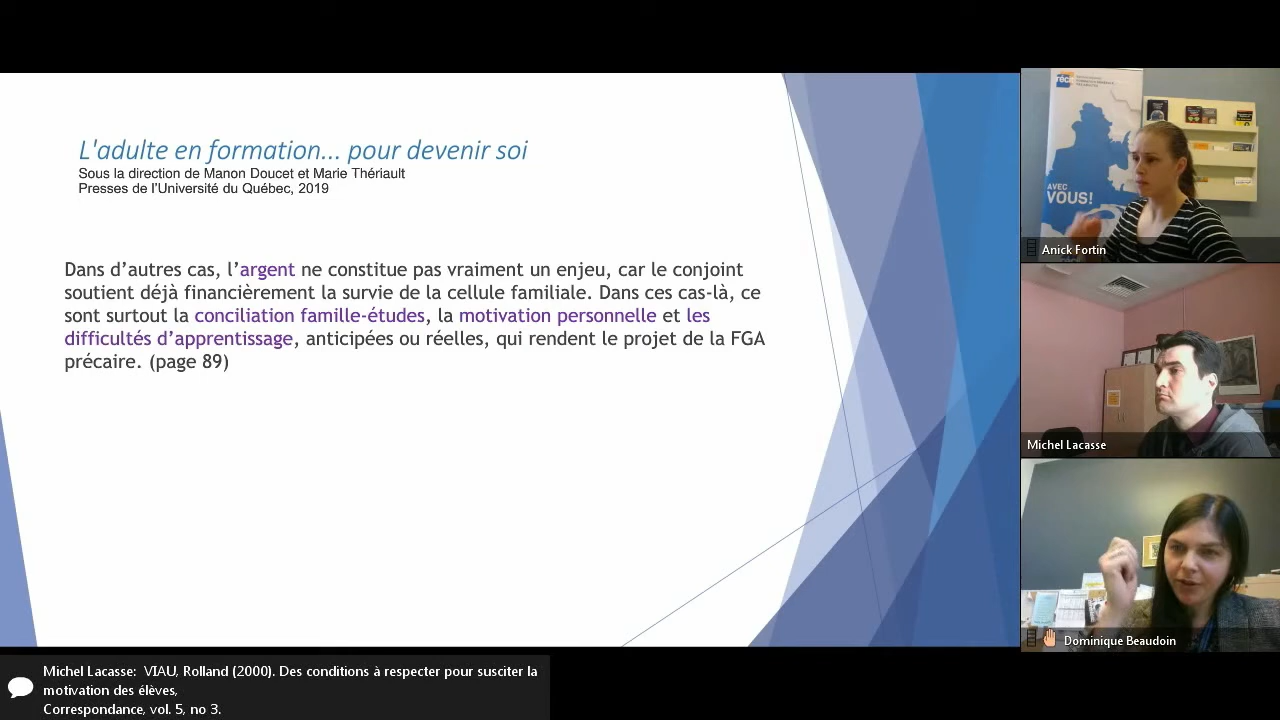 L'adulte en formation... pour devenir soi
Sous la direction de Manon Doucet et Marie Thériault
Presses de l'Université du Québec, 2019
Dans d’autres cas, l’argent ne constitue pas vraiment un enjeu, car le conjoint
soutient déjà financièrement la survie de la cellule familiale. Dans ces cas-là, ce
sont surtout la conciliation famille-études, la motivation personnelle et les
difficultés d’apprentissage, anticipées ou réelles, qui rendent le projet de la FGA
précaire. (page 89)
récit
AVEC
VOUS!
Anick Fortin
Michel Lacasse
Dominique Beaudoin
Michel Lacasse: VIAU, Rolland (2000). Des conditions à respecter pour susciter la
motivation des élèves,
Correspondance, vol. 5, no 3.